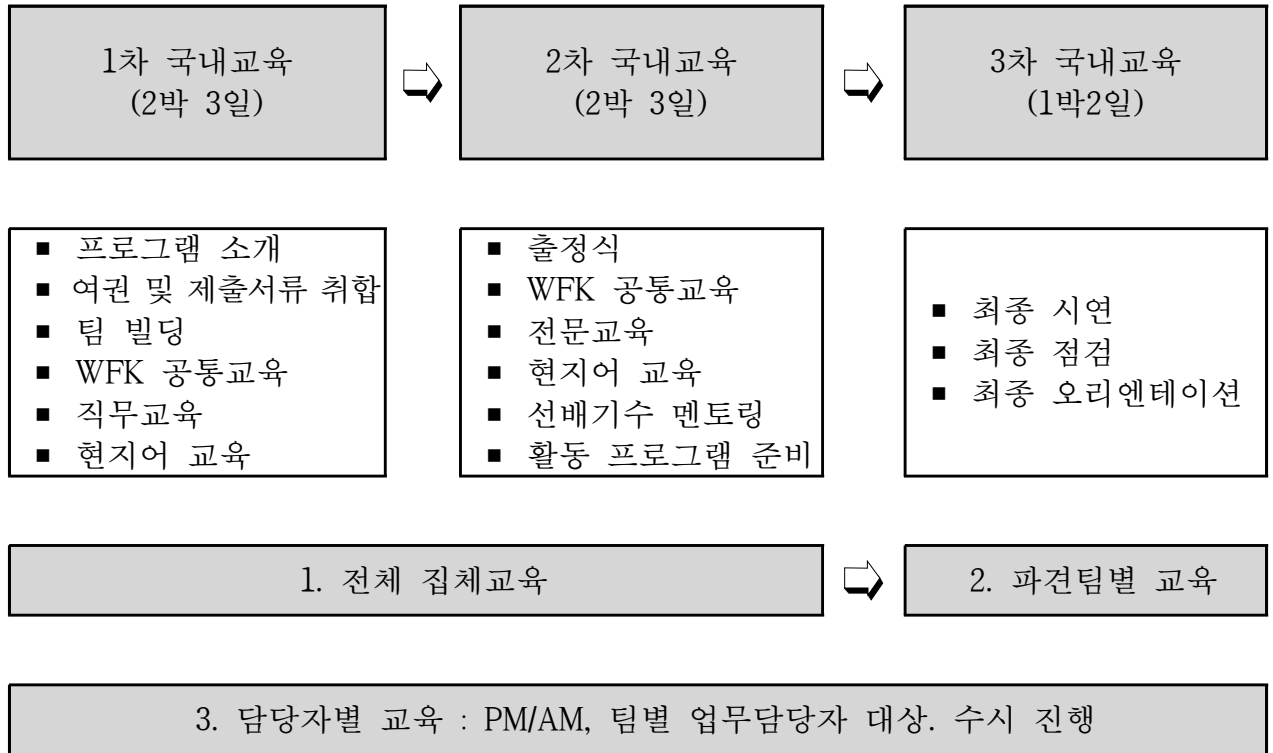 1차 국내교육
(2박 3일)
2차 국내교육
(2박 3일)
3차 국내교육
(1박2일)
■ 프로그램 소개
■ 여권 및 제출서류 취합
■ 팀 빌딩
■ WFK 공통교육
■ 직무교육
■ 현지어 교육
■ 출정식
■ WFK 공통교육
■ 전문교육
■ 현지어 교육
■ 선배기수 멘토링
■ 활동 프로그램 준비
■ 최종 시연
■ 최종 점검
■ 최종 오리엔테이션
1. 전체 집체교육
2. 파견팀별 교육
3. 담당자별 교육 : PM/AM, 팀별 업무담당자 대상. 수시 진행